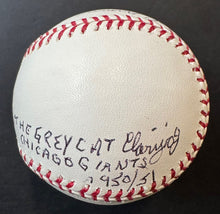 THE GREY CAT
CHICAGO GIANTS
1950/51